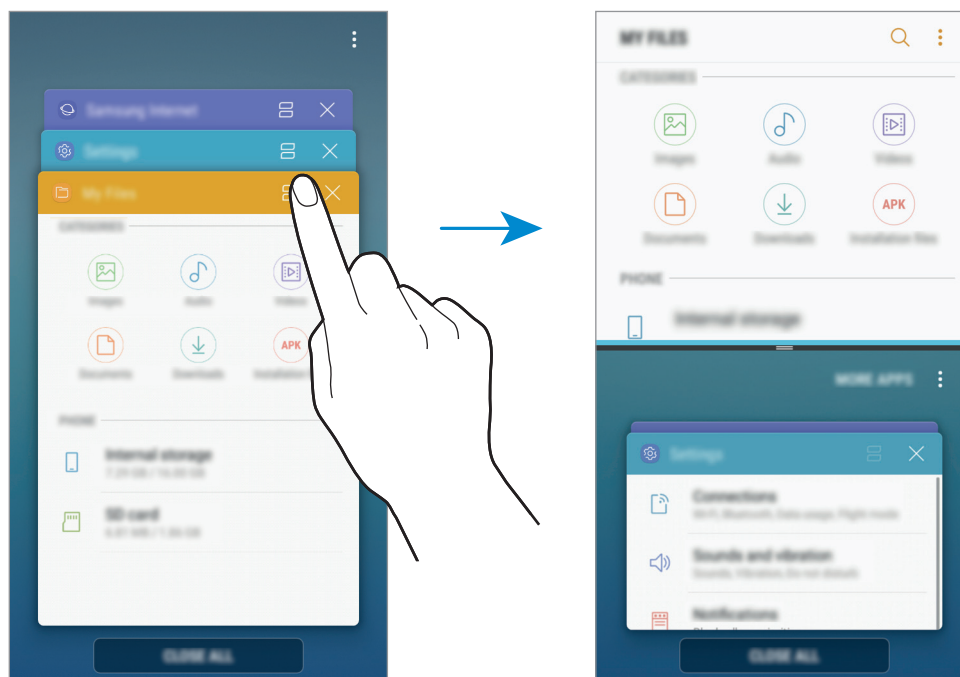 Samsung Internet
Settings
My Files
CATEGORIES
Images
Audio
Videos
Documents
Downloads
APK
PHONE
Internal storage
SD card
CLOSE ALL
MY FILES
CATEGORIES
Images
Audio
Videos
APK
Documents
Downloads
Installation files
PHONE
Internal storage
MORE APPS
Settings
Connections
Wi-Fi, Bluetooth, Data usage, Flight mode
Sounds and vibration
Sounds, Vibration, Do not disturb
Notifications
CLOSE ALL